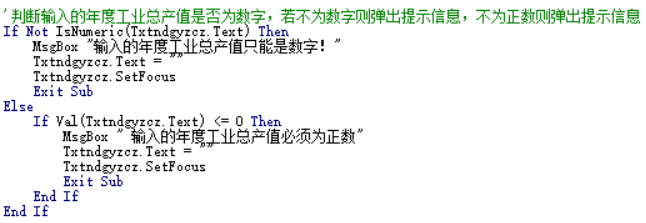 '判断输入的年度工业总产值是否为数字，若不为数字则弹出提示信息，不为正数则弹出提示信息
If Not IsNumeric(Txtndgyzcz.Text) Then
MsgBox "输入的年度工业总产值只能是数字！"
Txtndgyzcz.Text = ""
Txtndgyzcz.SetFocus
Exit Sub
Else
If Val(Txtndgyzcz.Text) <= 0 Then
MsgBox " 输入的年度工业总产值必须为正数"
Txtndgyzcz.Text = ""
Txtndgyzcz.SetFocus
Exit Sub
End If
End If